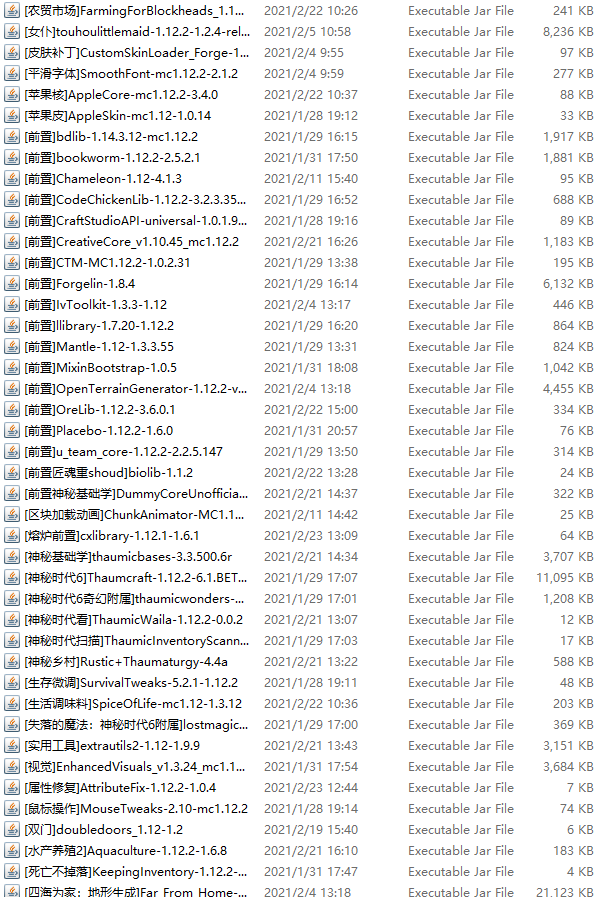 [农贸市场]FarmingForBlockheads_1.1... 2021/2/22 10:26 Executable Jar File 241 KB
[女仆]touhoulittlemaid-1.12.2-1.2.4-rel... 2021/2/5 10:58 Executable Jar File 8,236 KB
[皮肤补丁]CustomSkinLoader_Forge-1... 2021/2/4 9:55 Executable Jar File 97 KB
[平滑字体]SmoothFont-mc1.12.2-2.1.2 2021/2/4 9:59 Executable Jar File 277 KB
[苹果核]AppleCore-mc1.12.2-3.4.0 2021/2/22 10:37 Executable Jar File 88 KB
[苹果皮]AppleSkin-mc1.12-1.0.14 2021/1/28 19:12 Executable Jar File 33 KB
[前置]bdlib-1.14.3.12-mc1.12.2 2021/1/29 16:15 Executable Jar File 1,917 KB
[前置]bookworm-1.12.2-2.5.2.1 2021/1/31 17:50 Executable Jar File 1,881 KB
[前置]Chameleon-1.12-4.1.3 2021/2/11 15:40 Executable Jar File 95 KB
[前置]CodeChickenLib-1.12.2-3.2.3.35... 2021/1/29 16:52 Executable Jar File 688 KB
[前置]CraftStudioAPI-universal-1.0.1.9... 2021/1/28 19:16 Executable Jar File 89 KB
[前置]CreativeCore_v1.10.45_mc1.12.2 2021/2/21 16:26 Executable Jar File 1,183 KB
[前置]CTM-MC1.12.2-1.0.2.31 2021/1/29 13:38 Executable Jar File 195 KB
[前置]Forgelin-1.8.4 2021/1/29 16:14 Executable Jar File 6,132 KB
[前置]IvToolkit-1.3.3-1.12 2021/2/4 13:17 Executable Jar File 446 KB
[前置]llibrary-1.7.20-1.12.2 2021/1/29 16:20 Executable Jar File 864 KB
[前置]Mantle-1.12-1.3.3.55 2021/1/29 13:31 Executable Jar File 824 KB
[前置]MixinBootstrap-1.0.5 2021/1/31 18:08 Executable Jar File 1,042 KB
[前置]OpenTerrainGenerator-1.12.2-v... 2021/2/4 13:18 Executable Jar File 4,455 KB
[前置]OreLib-1.12.2-3.6.0.1 2021/2/22 15:00 Executable Jar File 334 KB
[前置]Placebo-1.12.2-1.6.0 2021/1/31 20:57 Executable Jar File 76 KB
[前置]u_team_core-1.12.2-2.2.5.147 2021/1/29 13:50 Executable Jar File 314 KB
[前置匠魂重shoud]biolib-1.1.2 2021/2/22 13:28 Executable Jar File 24 KB
[前置神秘基础学]DummyCoreUnofficia... 2021/2/21 14:37 Executable Jar File 322 KB
[区块加载动画]ChunkAnimator-MC1.1... 2021/2/11 14:42 Executable Jar File 25 KB
[熔炉前置]cxlibrary-1.12.1-1.6.1 2021/2/23 13:09 Executable Jar File 64 KB
[神秘基础学]thaumicbases-3.3.500.6r 2021/2/21 14:34 Executable Jar File 3,707 KB
[神秘时代6]Thaumcraft-1.12.2-6.1.BET... 2021/1/29 17:07 Executable Jar File 11,095 KB
[神秘时代6奇幻附属]thaumicwonders-... 2021/1/29 17:01 Executable Jar File 1,208 KB
[神秘时代看]ThaumicWaila-1.12.2-0.0.2 2021/2/21 13:07 Executable Jar File 12 KB
[神秘时代扫描]ThaumicInventoryScann... 2021/1/29 17:03 Executable Jar File 17 KB
[神秘乡村]Rustic+Thaumaturgy-4.4a 2021/2/21 13:22 Executable Jar File 588 KB
[生存微调]SurvivalTweaks-5.2.1-1.12.2 2021/1/28 19:11 Executable Jar File 48 KB
[生活调味料]SpiceOfLife-mc1.12-1.3.12 2021/2/22 10:36 Executable Jar File 203 KB
[失落的魔法：神秘时代6附属]lostmagic... 2021/1/29 17:00 Executable Jar File 369 KB
[实用工具]extrautils2-1.12-1.9.9 2021/2/21 13:43 Executable Jar File 3,151 KB
[视觉]EnhancedVisuals_v1.3.24_mc1.1... 2021/1/31 17:54 Executable Jar File 3,684 KB
[属性修复]AttributeFix-1.12.2-1.0.4 2021/2/23 12:44 Executable Jar File 7 KB
[鼠标操作]MouseTweaks-2.10-mc1.12.2 2021/1/28 19:14 Executable Jar File 74 KB
[双门]doubledoors_1.12-1.2 2021/2/19 15:40 Executable Jar File 6 KB
[水产养殖2]Aquaculture-1.12.2-1.6.8 2021/2/21 16:10 Executable Jar File 183 KB
[死亡不掉落]KeepingInventory-1.12.2-... 2021/1/31 17:47 Executable Jar File 4 KB
[四海为家：地形生成]Far_From_Home-... 2021/2/4 13:18 Executable Jar File 21,123 KB